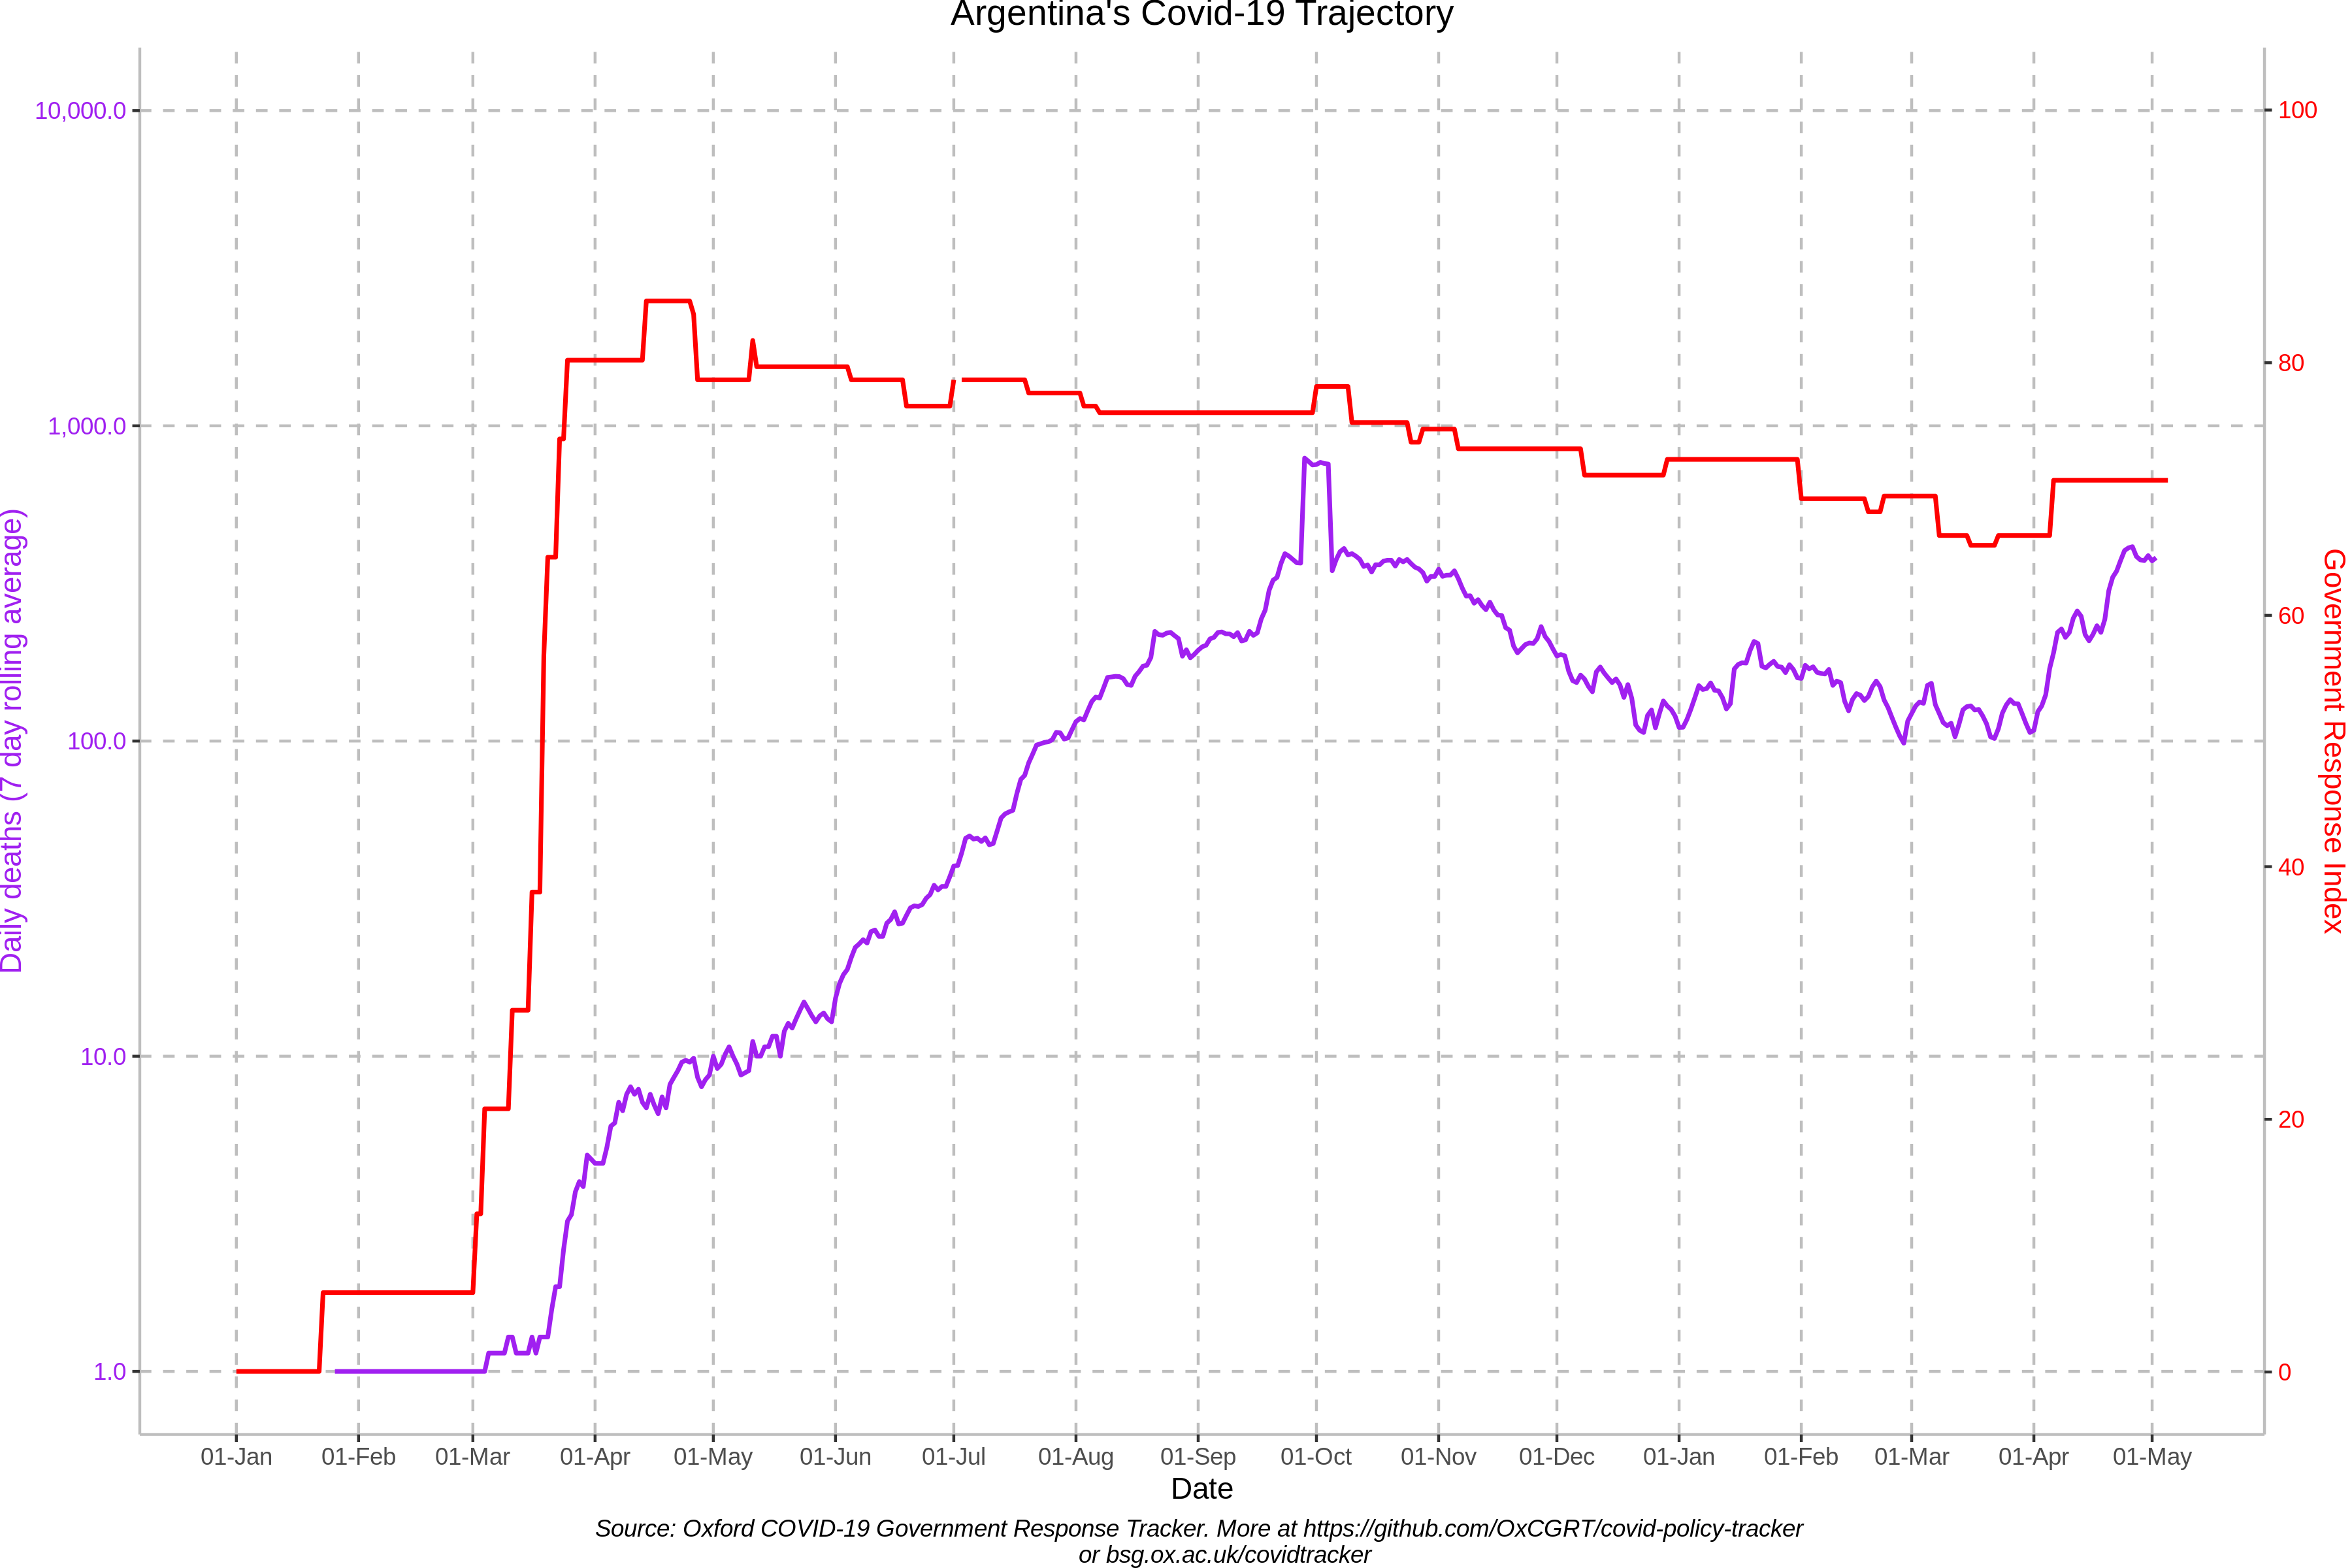 Argentina's Covid-19 Trajectory
10,000.0
1,000.0
100.0
10.0
1.0
Daily deaths (7 day rolling average)
100
80
60
40
20
0
Government Response Index
01-Jan 01-Feb 01-Mar 01-Apr 01-May 01-Jun 01-Jul 01-Aug 01-Sep 01-Oct 01-Nov 01-Dec 01-Jan 01-Feb 01-Mar 01-Apr 01-May
Date
Source: Oxford COVID-19 Government Response Tracker. More at https://github.com/OxCGRT/covid-policy-tracker
or bsg.ox.ac.uk/covidtracker